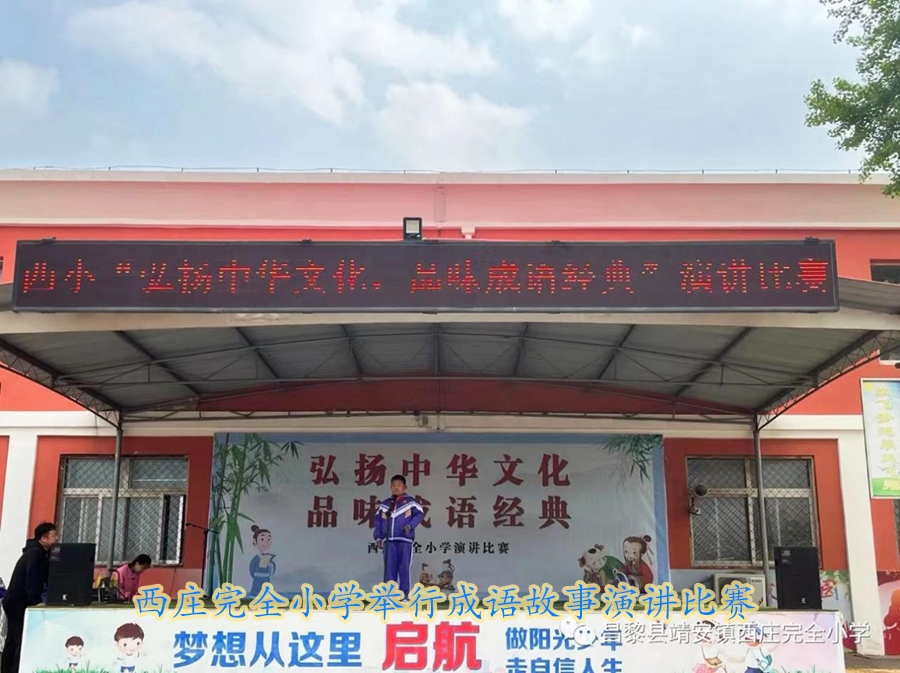 西小“弘扬中华文化，品味成语经典”演讲比赛
弘扬中华文化
品味成语经典
西 全小学演讲比赛
西庄完全小学举行成语故事演讲比赛
梦想从这里 启航
做阳光少年
走自信人生
昌黎县靖安镇西庄完全小学